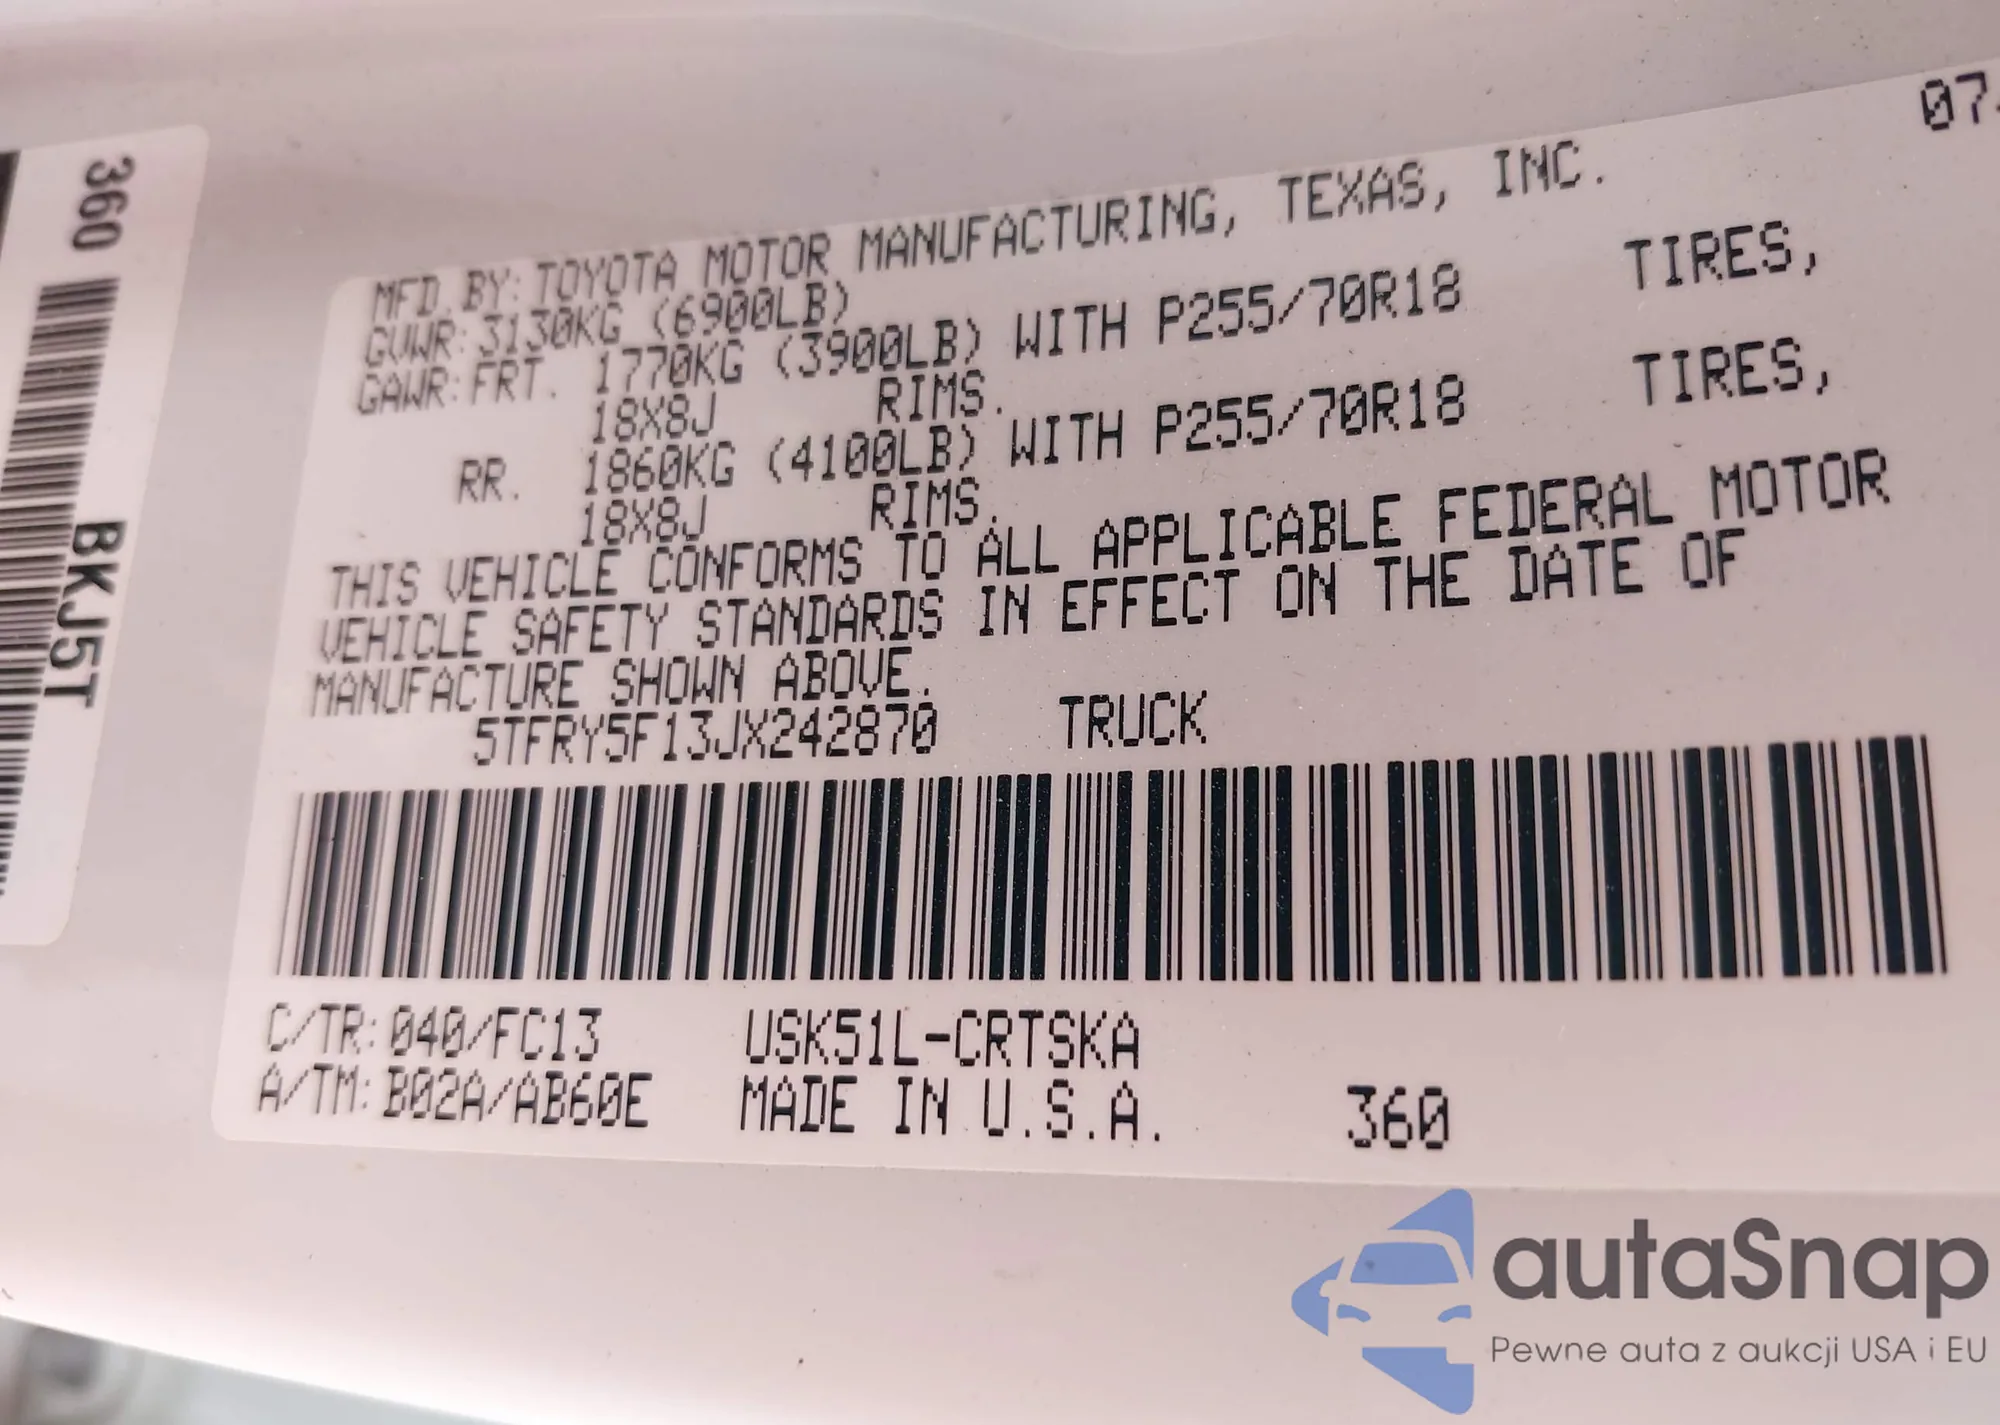 07
MFD. BY: TOYOTA MOTOR MANUFACTURING, TEXAS, INC.
GVWR: 3130KG (6900LB)
GAWR: FRT. 1770KG (3900LB) WITH P255/70R18 TIRES,
18X8J RIMS.
RR. 1860KG (4100LB) WITH P255/70R18 TIRES,
18X8J RIMS.
THIS VEHICLE CONFORMS TO ALL APPLICABLE FEDERAL MOTOR
VEHICLE SAFETY STANDARDS IN EFFECT ON THE DATE OF
MANUFACTURE SHOWN ABOVE.
5TFRY5F13JX242870 TRUCK
C/TR: 040/FC13 USK51L-CRTSKA
A/TM: B02A/AB60E MADE IN U.S.A. 360
360
BKJ5T
autaSnap
Pewne auta z aukcji USA i EU